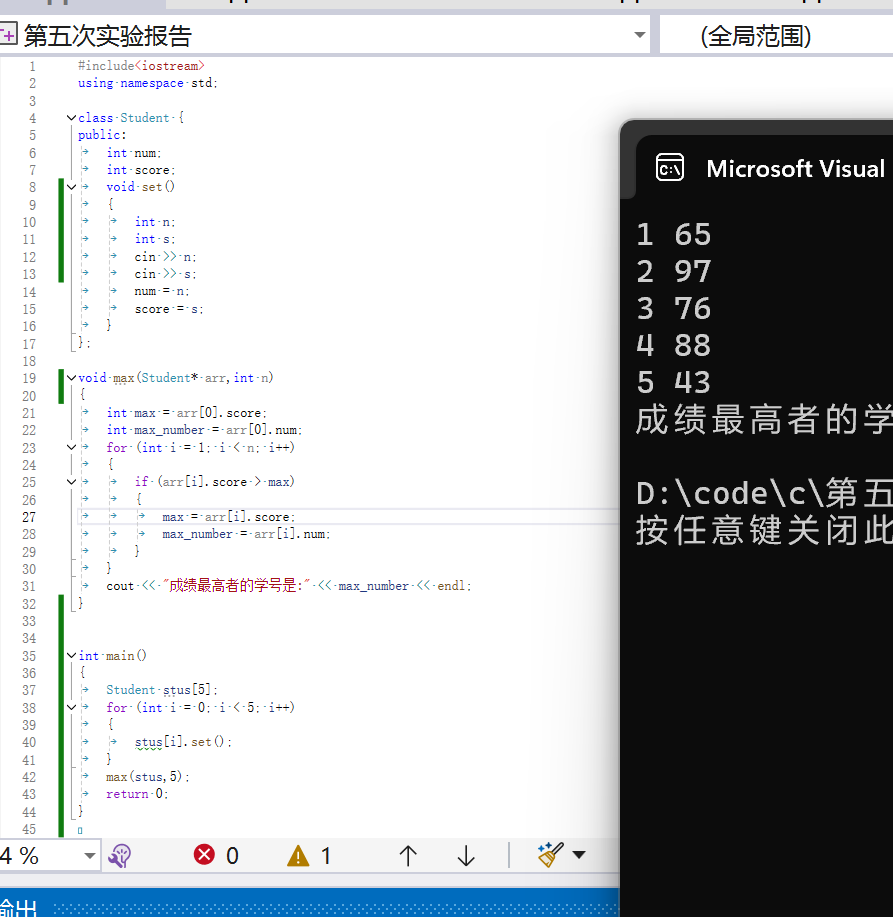 第五次实验报告
(全局范围)
1 #include<iostream>
2 using namespace std;
3
4 class Student {
5 public:
6 int num;
7 int score;
8 void set()
9 {
10 int n;
11 int s;
12 cin >> n;
13 cin >> s;
14 num = n;
15 score = s;
16 }
17 };
18
19 void max(Student* arr,int n)
20 {
21 int max = arr[0].score;
22 int max_number = arr[0].num;
23 for (int i = 1; i < n; i++)
24 {
25 if (arr[i].score > max)
26 {
27 max = arr[i].score;
28 max_number = arr[i].num;
29 }
30 }
31 cout << "成绩最高者的学号是:" << max_number << endl;
32 }
33
34
35 int main()
36 {
37 Student stus[5];
38 for (int i = 0; i < 5; i++)
39 {
40 stus[i].set();
41 }
42 max(stus,5);
43 return 0;
44 }
45
4 %
0
1
输出
Microsoft Visual
1 65
2 97
3 76
4 88
5 43
成绩最高者的学
D:\code\c\第五
按任意键关闭此